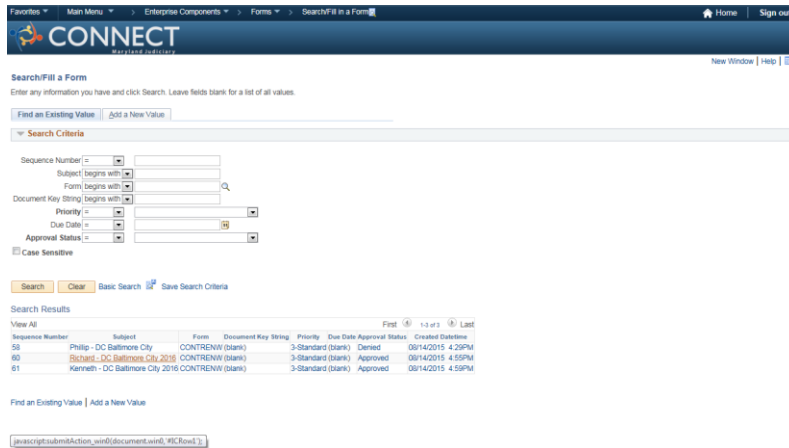 Favorites Main Menu > Enterprise Components > Forms > Search/Fill in a Form
Home Sign ou
CONNECT
Maryland Judiciary
New Window | Help |
Search/Fill a Form
Enter any information you have and click Search. Leave fields blank for a list of all values.
Find an Existing Value Add a New Value
Search Criteria
Sequence Number =
Subject begins with
Form begins with
Document Key String begins with
Priority =
Due Date =
Approval Status =
Case Sensitive
Search Clear Basic Search Save Search Criteria
Search Results
View All First 1-3 of 3 Last
Sequence Number Subject Form Document Key String Priority Due Date Approval Status Created Datetime
58 Phillip - DC Baltimore City CONTRENW (blank) 3-Standard (blank) Denied 08/14/2015 4:29PM
60 Richard - DC Baltimore City 2016 CONTRENW (blank) 3-Standard (blank) Approved 08/14/2015 4:55PM
61 Kenneth - DC Baltimore City 2016 CONTRENW (blank) 3-Standard (blank) Approved 08/14/2015 4:59PM
Find an Existing Value | Add a New Value
javascript:submitAction_win0(document.win0,'#ICRow1');